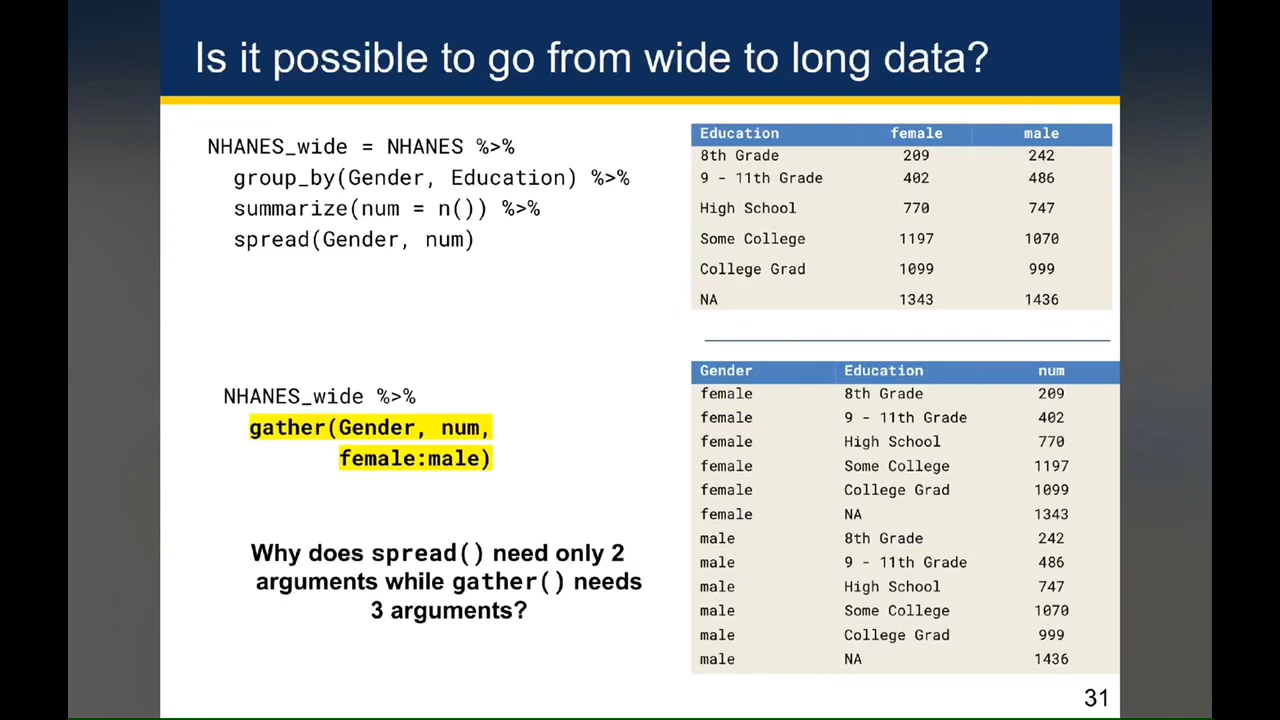 Is it possible to go from wide to long data?
NHANES_wide = NHANES %>%
group_by(Gender, Education) %>%
summarize(num = n()) %>%
spread(Gender, num)
Education female male
8th Grade 209 242
9 - 11th Grade 402 486
High School 770 747
Some College 1197 1070
College Grad 1099 999
NA 1343 1436
NHANES_wide %>%
gather(Gender, num,
female:male)
Why does spread() need only 2
arguments while gather() needs
3 arguments?
Gender Education num
female 8th Grade 209
female 9 - 11th Grade 402
female High School 770
female Some College 1197
female College Grad 1099
female NA 1343
male 8th Grade 242
male 9 - 11th Grade 486
male High School 747
male Some College 1070
male College Grad 999
male NA 1436
31